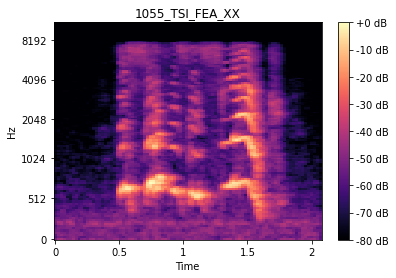 1055_TSI_FEA_XX
+0 dB
8192
-10 dB
4096
-20 dB
-30 dB
2048
Hz
-40 dB
1024
-50 dB
512
-60 dB
-70 dB
0
-80 dB
0
0.5
1
1.5
2
Time